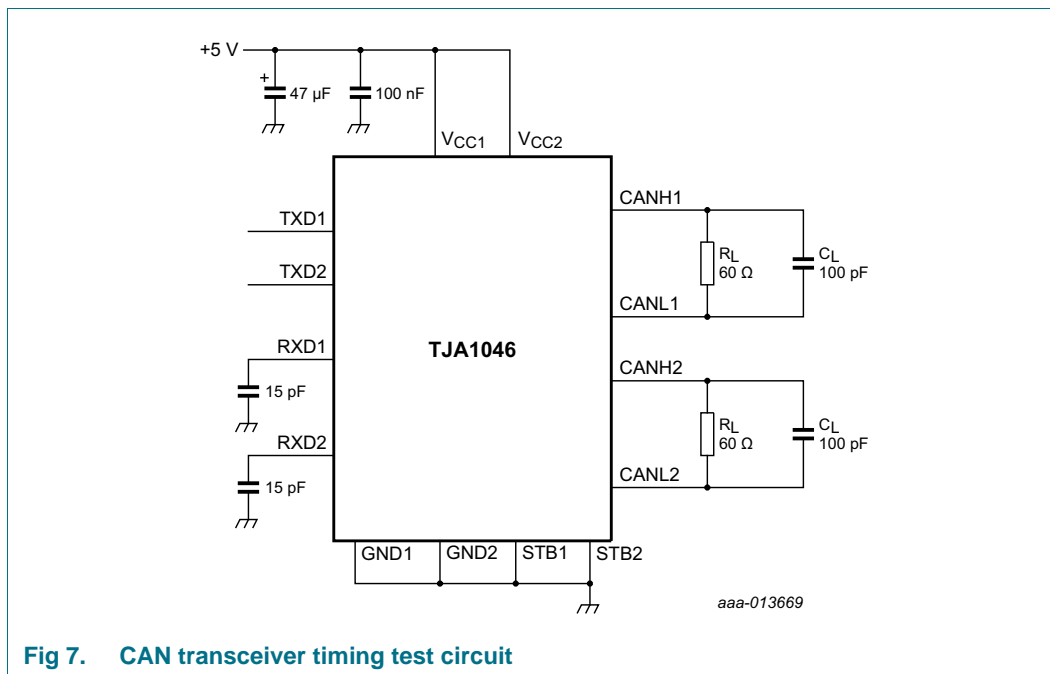 +5 V
+
47 µF
100 nF
VCC1
VCC2
TXD1
TXD2
RXD1
15 pF
RXD2
15 pF
TJA1046
CANH1
RL
60 Ω
CL
100 pF
CANL1
CANH2
RL
60 Ω
CL
100 pF
CANL2
GND1
GND2
STB1
STB2
aaa-013669
Fig 7. CAN transceiver timing test circuit